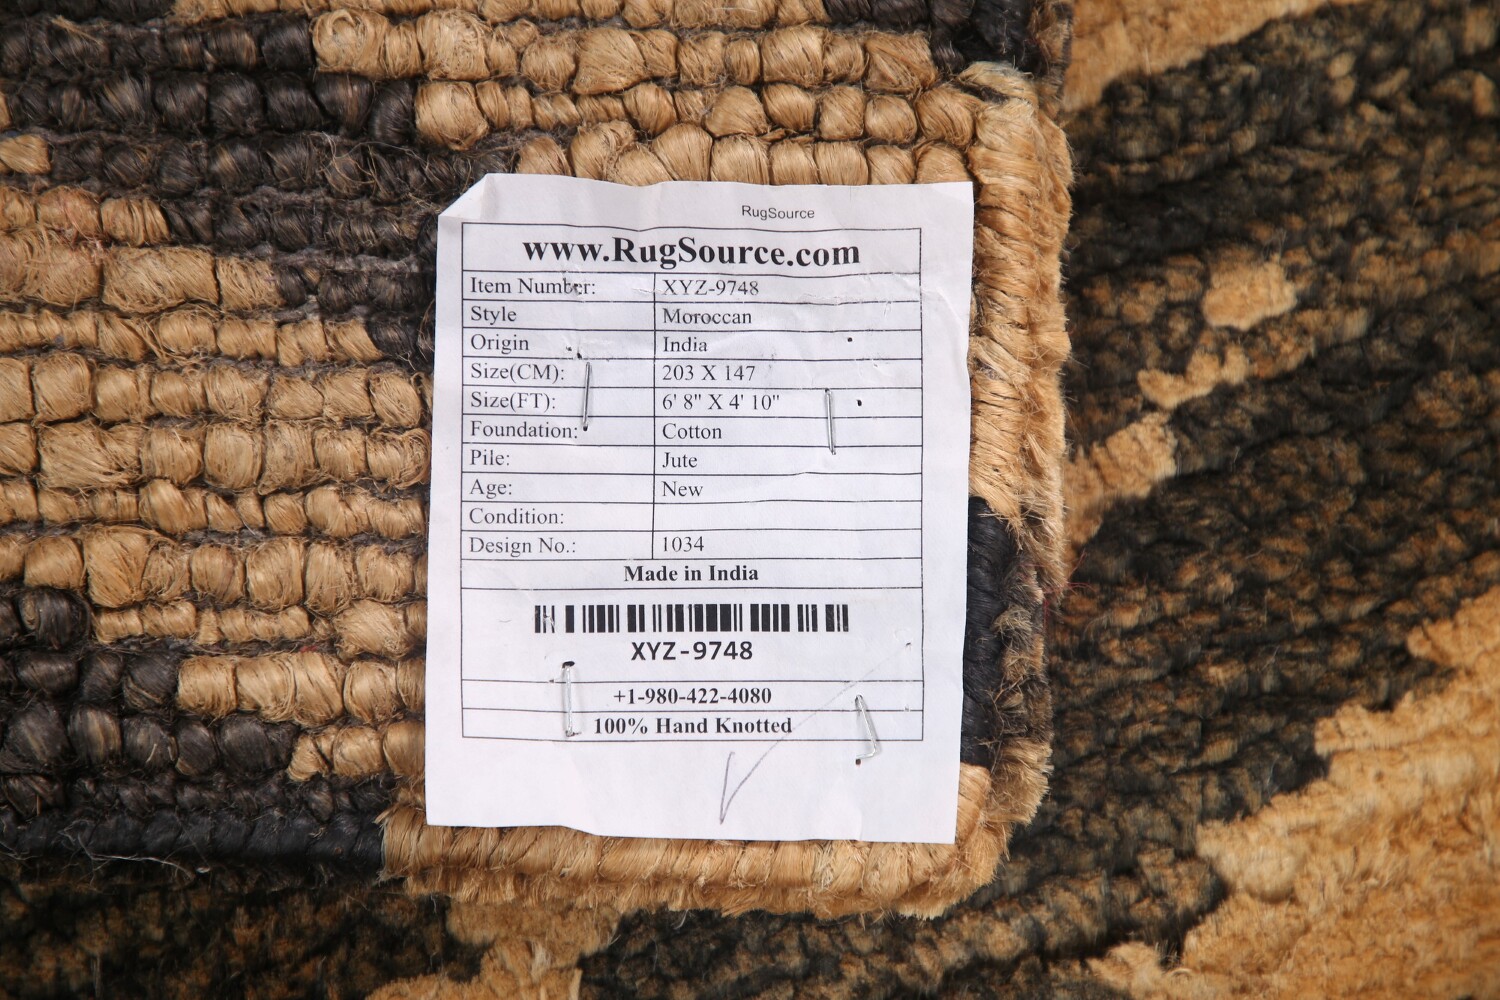 RugSource
www.RugSource.com
Item Number: XYZ-9748
Style Moroccan
Origin India
Size(CM): 203 X 147
Size(FT): 6' 8" X 4' 10"
Foundation: Cotton
Pile: Jute
Age: New
Condition:
Design No.: 1034
Made in India
XYZ-9748
+1-980-422-4080
100% Hand Knotted